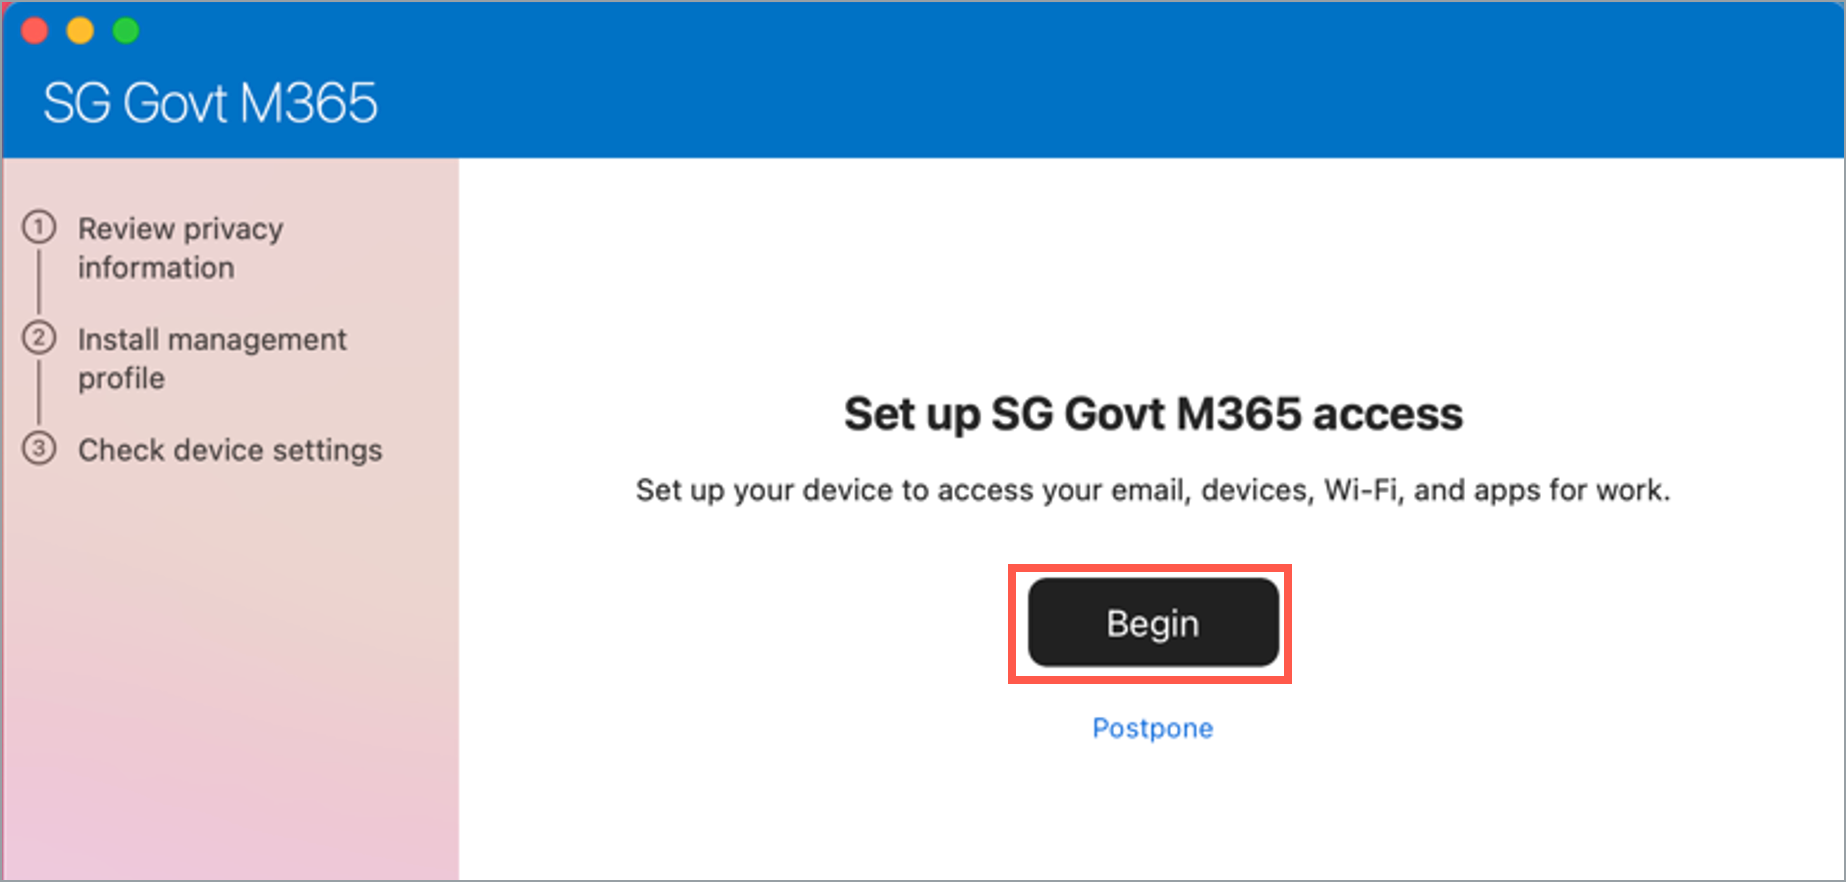 SG Govt M365
1 Review privacy
information
2 Install management
profile
3 Check device settings
Set up SG Govt M365 access
Set up your device to access your email, devices, Wi-Fi, and apps for work.
Begin
Postpone